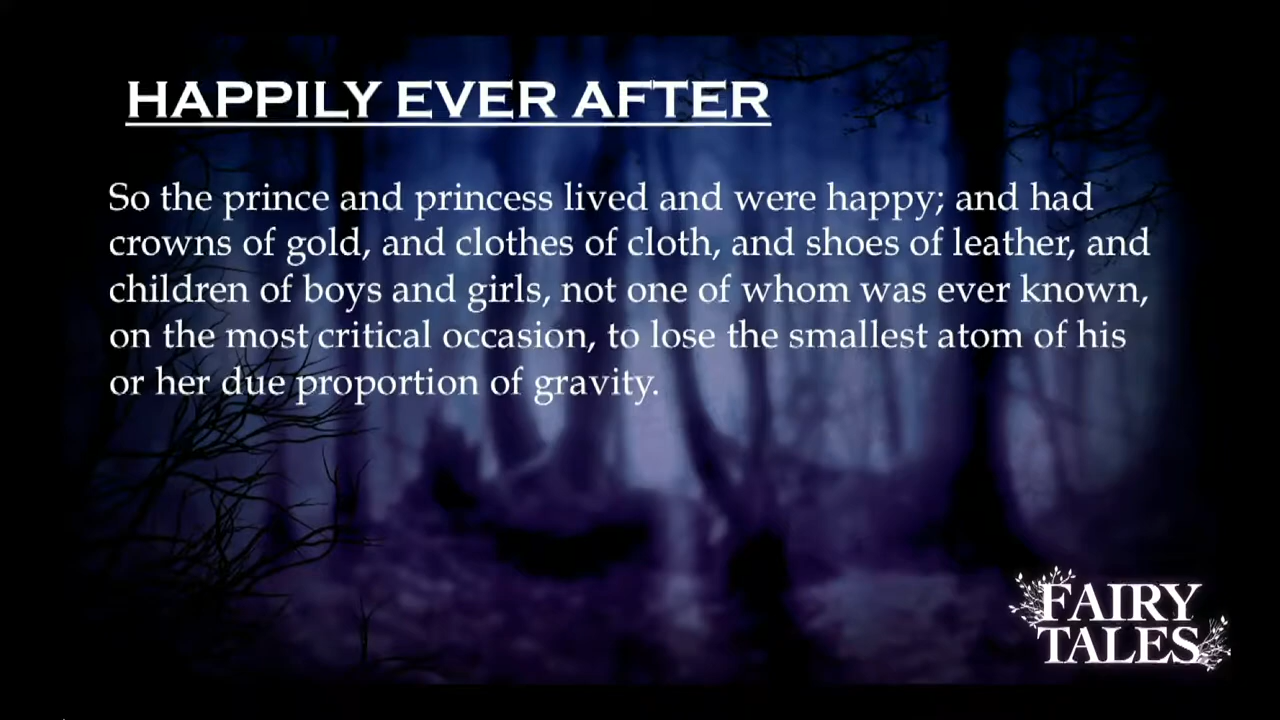 HAPPILY EVER AFTER
So the prince and princess lived and were happy; and had
crowns of gold, and clothes of cloth, and shoes of leather, and
children of boys and girls, not one of whom was ever known,
on the most critical occasion, to lose the smallest atom of his
or her due proportion of gravity.
FAIRY
TALES